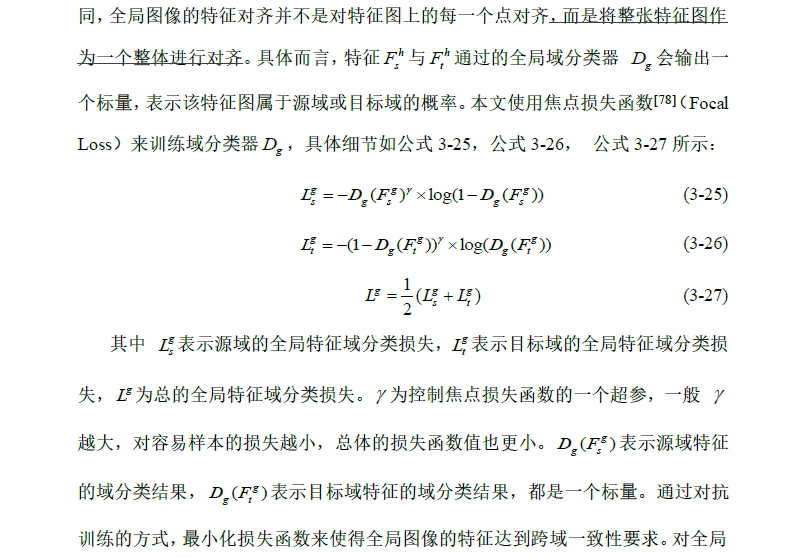 同，全局图像的特征对齐并不是对特征图上的每一个点对齐，而是将整张特征图作
为一个整体进行对齐。具体而言，特征 F_s^h 与 F_t^h 通过的全局域分类器 D_g 会输出一
个标量，表示该特征图属于源域或目标域的概率。本文使用焦点损失函数[78]（Focal
Loss）来训练域分类器 D_g，具体细节如公式 3-25，公式 3-26， 公式 3-27 所示：
L_s^g = -D_g(F_s^g)^γ × log(1 - D_g(F_s^g)) (3-25)
L_t^g = -(1 - D_g(F_t^g))^γ × log(D_g(F_t^g)) (3-26)
L^g = 1/2 (L_s^g + L_t^g) (3-27)
其中 L_s^g 表示源域的全局特征域分类损失，L_t^g 表示目标域的全局特征域分类损
失，L^g 为总的全局特征域分类损失。γ 为控制焦点损失函数的一个超参，一般 γ
越大，对容易样本的损失越小，总体的损失函数值也更小。D_g(F_s^g) 表示源域特征
的域分类结果，D_g(F_t^g) 表示目标域特征的域分类结果，都是一个标量。通过对抗
训练的方式，最小化损失函数来使得全局图像的特征达到跨域一致性要求。对全局